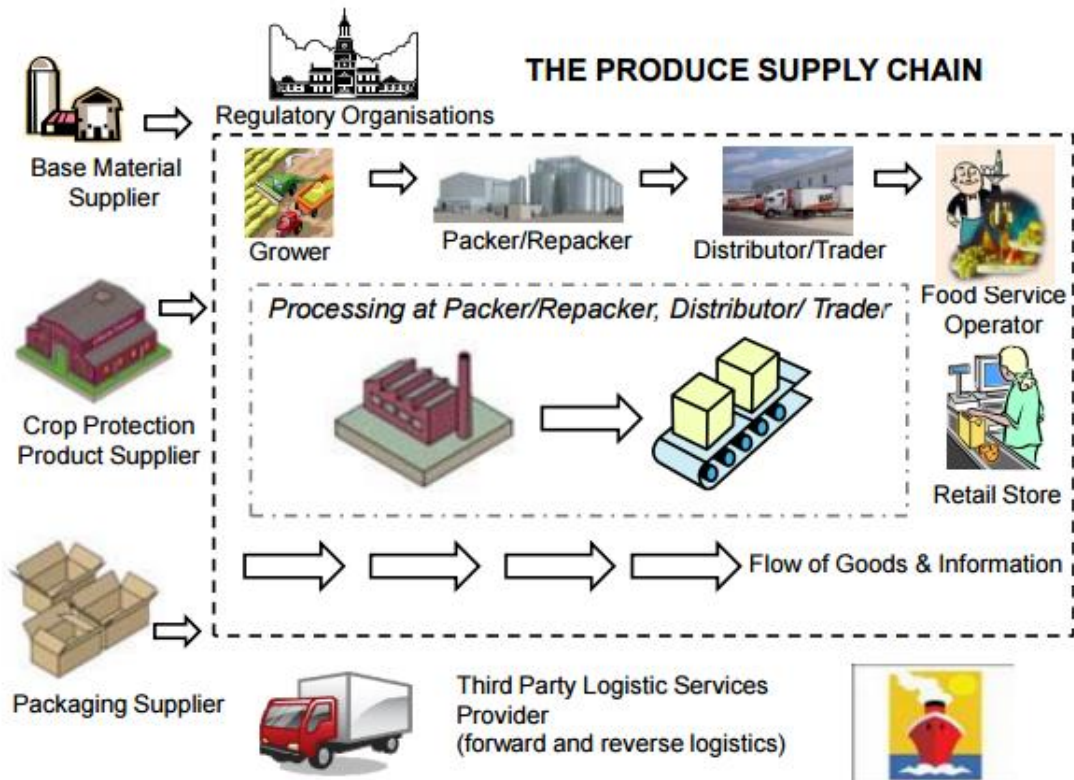 THE PRODUCE SUPPLY CHAIN
Regulatory Organisations
Base Material
Supplier
Grower
Packer/Repacker
Distributor/Trader
Food Service
Operator
Processing at Packer/Repacker, Distributor/ Trader
Crop Protection
Product Supplier
Retail Store
Flow of Goods & Information
Packaging Supplier
Third Party Logistic Services
Provider
(forward and reverse logistics)